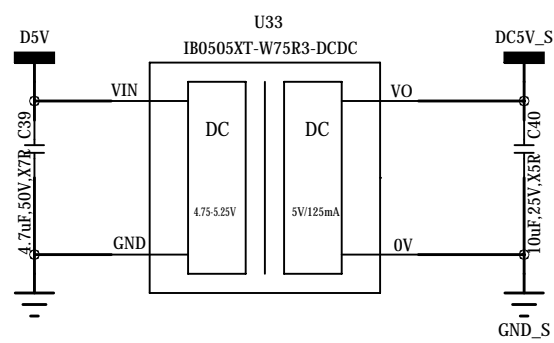 U33
D5V
DC5V_S
IB0505XT-W75R3-DCDC
VIN
VO
C39
4.7uF,50V,X7R
DC
DC
C40
10uF,25V,X5R
4.75-5.25V
5V/125mA
GND
0V
GND_S